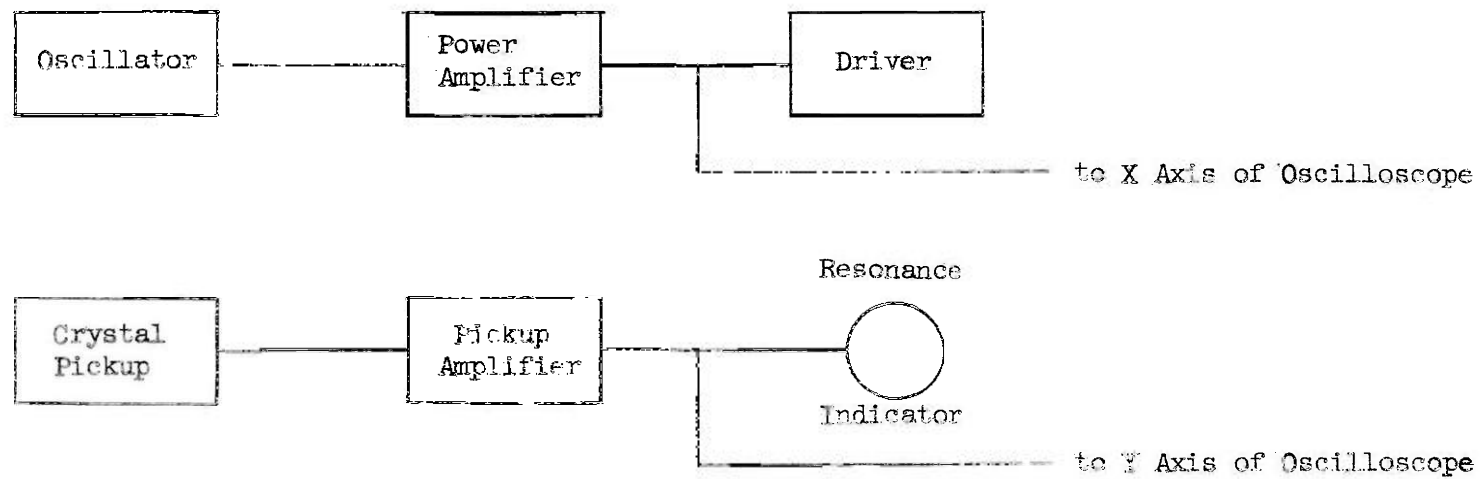 Oscillator
Power
Amplifier
Driver
to X Axis of Oscilloscope
Resonance
Crystal
Pickup
Pickup
Amplifier
Indicator
to Y Axis of Oscilloscope